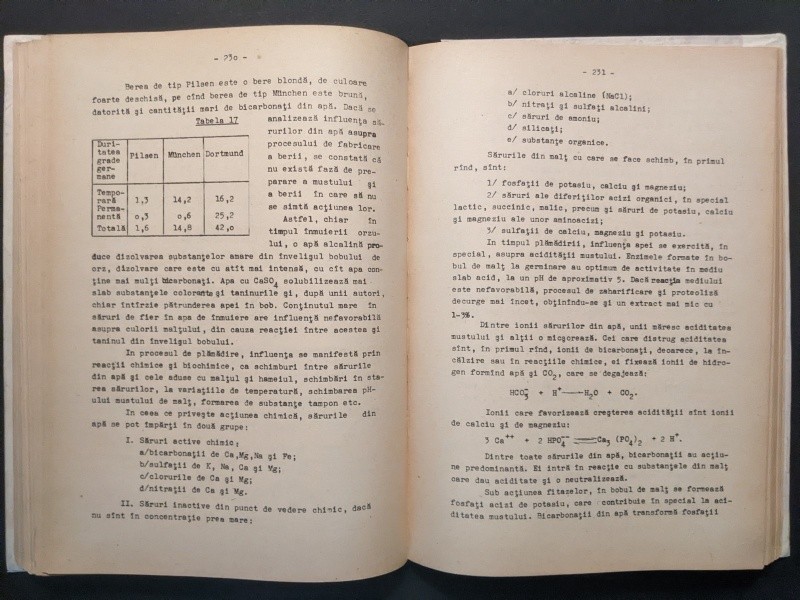 - 23o -
Berea de tip Pilsen este o bere blondă, de culoare
foarte deschisă, pe cînd berea de tip München este brună,
datorită și cantității mari de bicarbonați din apă. Dacă se
Tabela 17
analizează influența să-
rurilor din apă asupra
procesului de fabricare
a berii, se constată că
nu există fază de pre-
parare a mustului și
a berii în care să nu
se simtă acțiunea lor.
Astfel, chiar în
timpul înmuierii orzu-
lui, o apă alcalină pro-
Duri-
tatea
grade
ger-
mane
Pilsen München Dortmund
Tempo-
rară 1,3 14,2 16,2
Perma-
nentă o,3 o,6 25,2
Totală 1,6 14,8 42,o
duce dizolvarea substanțelor amare din învelișul bobului de
orz, dizolvare care este cu atît mai intensă, cu cît apa con-
ține mai mulți bicarbonați. Apa cu CaSO4 solubilizează mai
slab substanțele colorante și taninurile și, după unii autori,
chiar întîrzie pătrunderea apei în bob. Conținutul mare în
săruri de fier în apa de înmuiere are influență nefavorabilă
asupra culorii malțului, din cauza reacției între acestea și
taninul din învelișul bobului.
In procesul de plămădire, influența se manifestă prin
reacții chimice și biochimice, ca schimburi între sărurile
din apă și cele aduse cu malțul și hameiul, schimbări în sta-
rea sărurilor, la variațiile de temperatură, schimbarea pH-
ului mustului de malț, formarea de substanțe tampon etc.
In ceea ce privește acțiunea chimică, sărurile din
apă se pot împărți în două grupe:
I. Săruri active chimic:
a/bicarbonații de Ca,Mg,Na și Fe;
b/sulfații de K, Na, Ca și Mg;
c/clorurile de Ca și Mg;
d/nitrații de Ca și Mg.
II. Săruri inactive din punct de vedere chimic, dacă
nu sînt în concentrație prea mare:
- 231 -
a/ cloruri alcaline (NaCl);
b/ nitrați și sulfați alcalini;
c/ săruri de amoniu;
d/ silicați;
e/ substanțe organice.
Sărurile din malț cu care se face schimb, în primul
rînd, sînt:
1/ fosfații de potasiu, calciu și magneziu;
2/ săruri ale diferiților acizi organici, în special
lactic, succinic, malic, precum și săruri de potasiu, calciu
și magneziu ale unor aminoacizi;
3/ sulfații de calciu, magneziu și potasiu.
In timpul plămădirii, influența apei se exercită, în
special, asupra acidității mustului. Enzimele formate în bo-
bul de malț la germinare au optimum de activitate în mediu
slab acid, la un pH de aproximativ 5. Dacă reacția mediului
este nefavorabilă, procesul de zaharificare și proteoliză
decurge mai încet, obținîndu-se și un extract mai mic cu
1-3%.
Dintre ionii sărurilor din apă, unii măresc aciditatea
mustului și alții o micșorează. Cei care distrug aciditatea
sînt, în primul rînd, ionii de bicarbonați, deoarece, la în-
călzire sau în reacțiile chimice, ei fixează ionii de hidro-
gen formînd apă și CO2, care se degajează:
HCO3- + H+ — H2O + CO2.
Ionii care favorizează creșterea acidității sînt ionii
de calciu și de magneziu:
3 Ca++ + 2 HPO4-- ⇌ Ca3 (PO4)2 + 2 H+.
Dintre toate sărurile din apă, bicarbonații au acțiu-
ne predominantă. Ei intră în reacție cu substanțele din malț
care dau aciditate și o neutralizează.
Sub acțiunea fitazelor, în bobul de malț se formează
fosfați acizi de potasiu, care contribuie în special la aci-
ditatea mustului. Bicarbonații din apă transformă fosfații